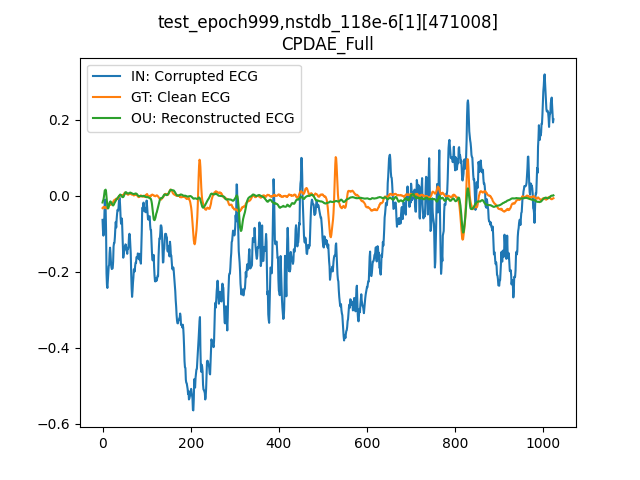 test_epoch999,nstdb_118e-6[1][471008]
CPDAE_Full
IN: Corrupted ECG
GT: Clean ECG
OU: Reconstructed ECG
0.2
0.0
−0.2
−0.4
−0.6
0 200 400 600 800 1000